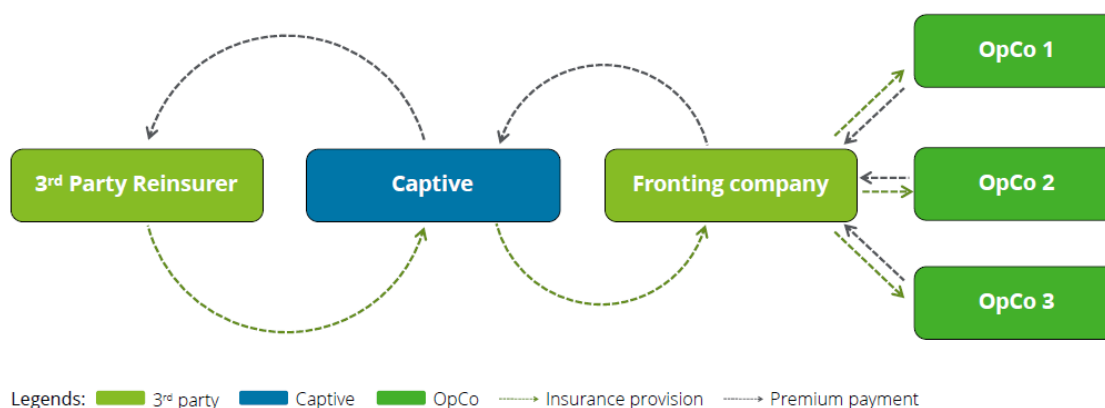 OpCo 1
3rd Party Reinsurer
Captive
Fronting company
OpCo 2
OpCo 3
Legends: 3rd party Captive OpCo Insurance provision Premium payment